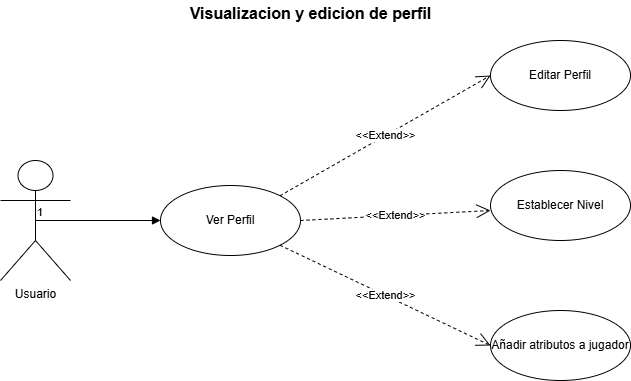 Visualizacion y edicion de perfil
Editar Perfil
<<Extend>>
1
Ver Perfil
<<Extend>>
Establecer Nivel
Usuario
<<Extend>>
Añadir atributos a jugador